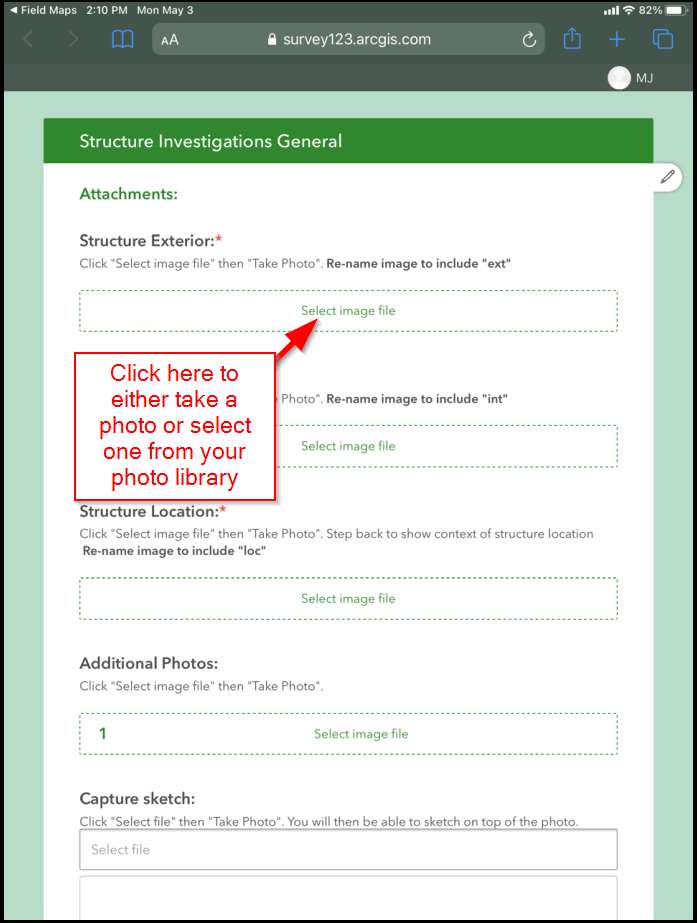 Field Maps 2:10 PM Mon May 3 82%
AA survey123.arcgis.com
MJ
Structure Investigations General
Attachments:
Structure Exterior:*
Click "Select image file" then "Take Photo". Re-name image to include "ext"
Select image file
Click here to
either take a
photo or select
one from your
photo library
Photo". Re-name image to include "int"
Select image file
Structure Location:*
Click "Select image file" then "Take Photo". Step back to show context of structure location
Re-name image to include "loc"
Select image file
Additional Photos:
Click "Select image file" then "Take Photo".
1 Select image file
Capture sketch:
Click "Select file" then "Take Photo". You will then be able to sketch on top of the photo.
Select file